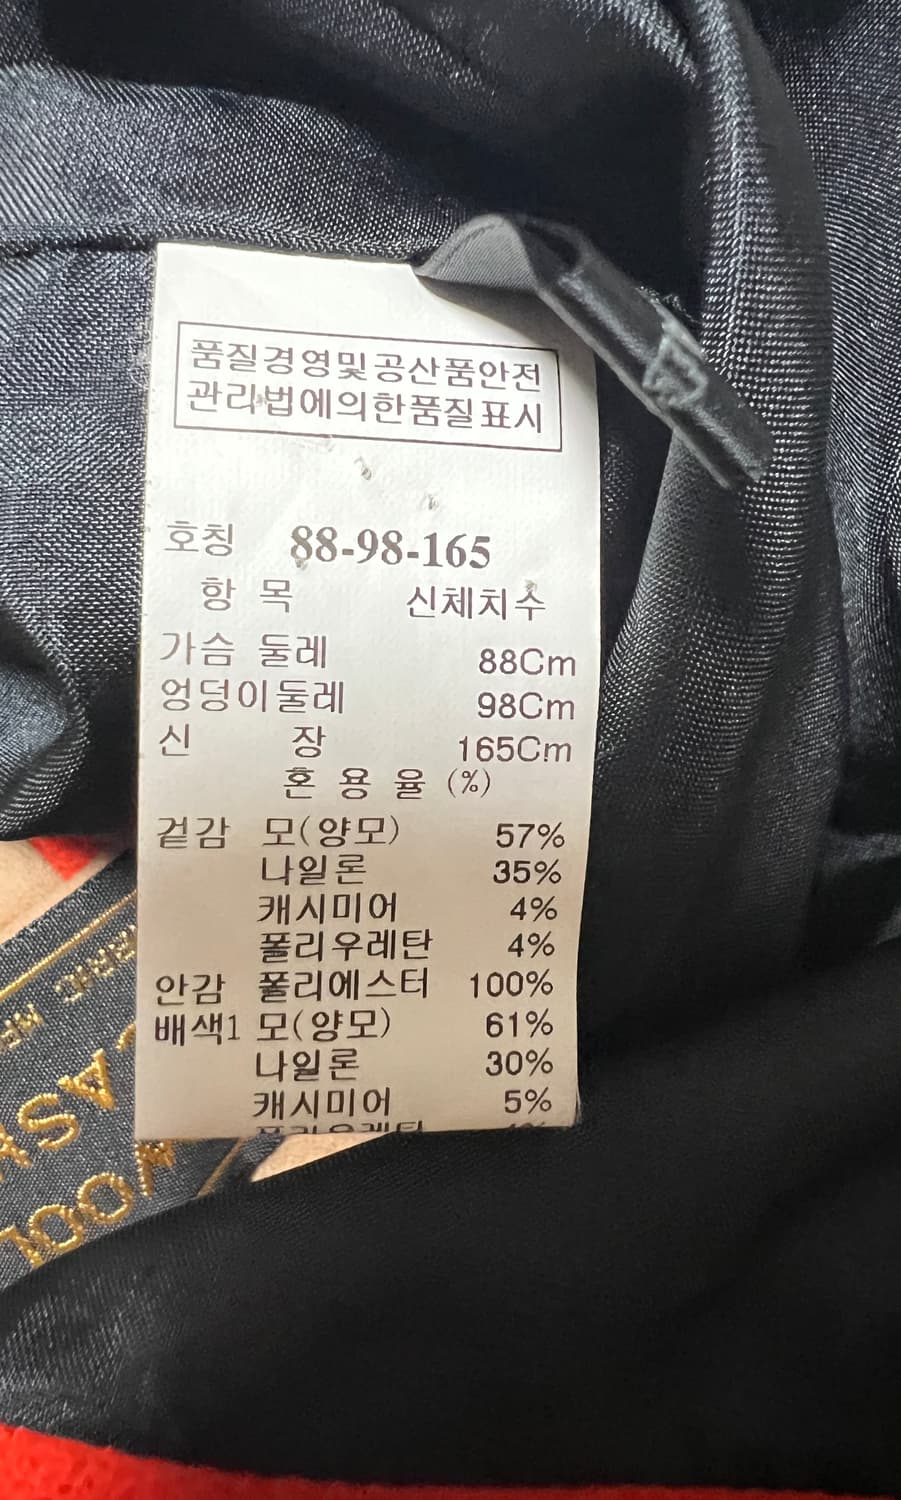 품질경영및공산품안전
관리법에의한품질표시
호칭 88-98-165
항 목 신체치수
가슴 둘레 88Cm
엉덩이둘레 98Cm
신 장 165Cm
혼 용 율 (%)
겉감 모(양모) 57%
나일론 35%
캐시미어 4%
폴리우레탄 4%
안감 폴리에스터 100%
배색1 모(양모) 61%
나일론 30%
캐시미어 5%
WOOL